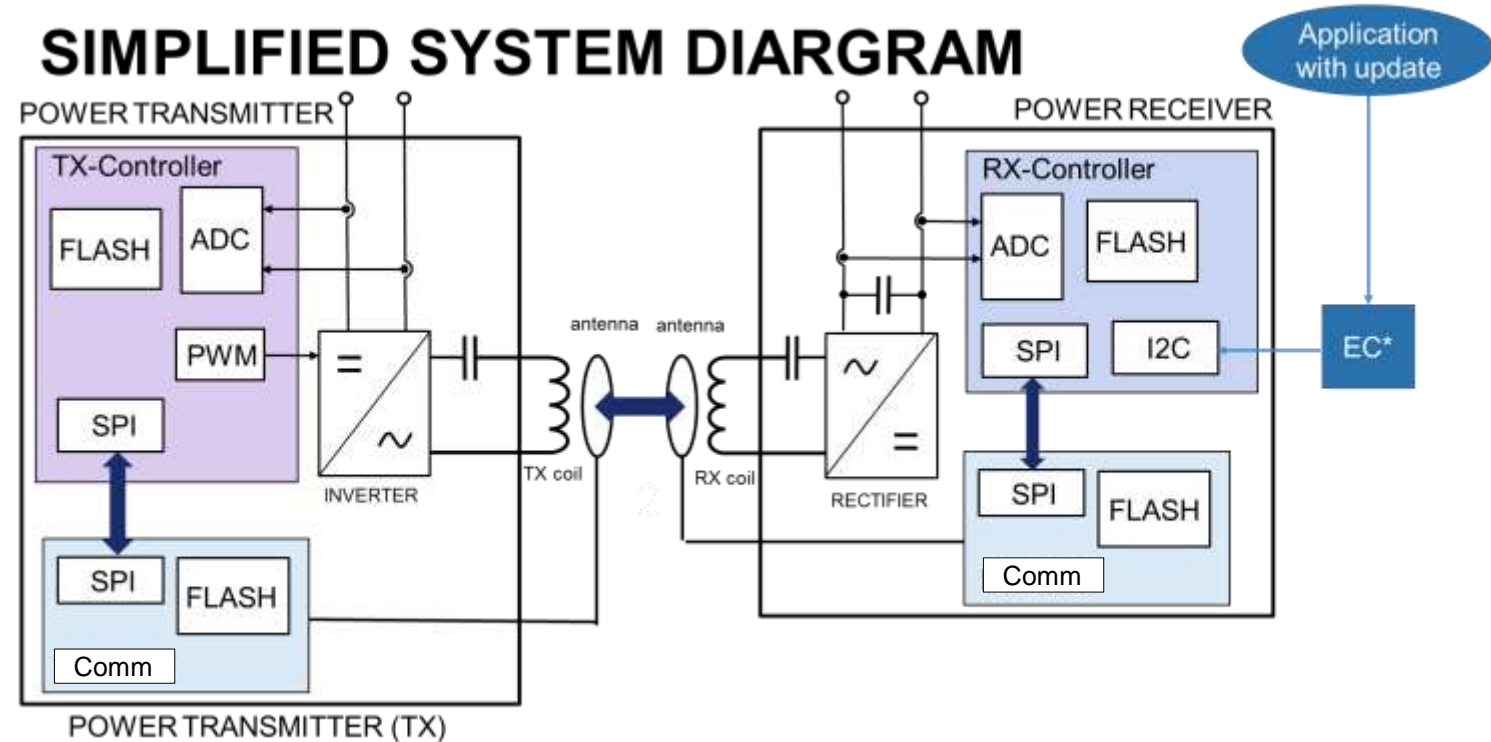 SIMPLIFIED SYSTEM DIARGRAM
Application
with update
POWER TRANSMITTER
POWER RECEIVER
TX-Controller
FLASH
ADC
PWM
SPI
INVERTER
TX coil
antenna
antenna
RX coil
RECTIFIER
RX-Controller
ADC
FLASH
SPI
I2C
EC*
SPI
FLASH
Comm
SPI
FLASH
Comm
2
POWER TRANSMITTER (TX)